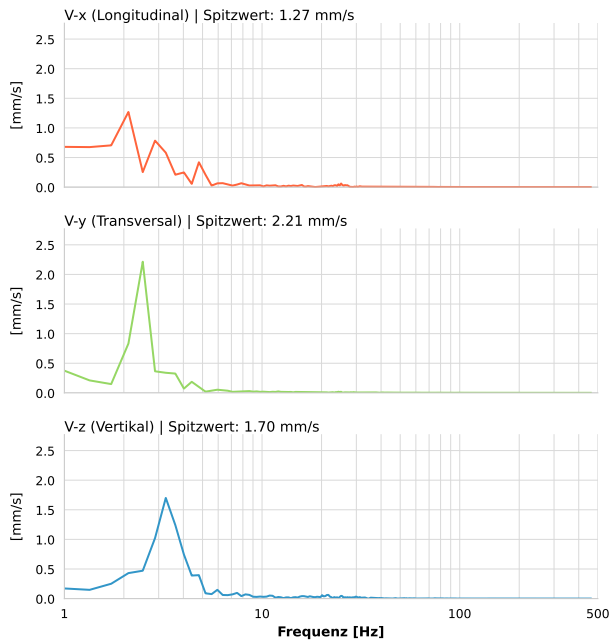 V-x (Longitudinal) | Spitzwert: 1.27 mm/s
2.5
2.0
1.5
1.0
0.5
0.0
[mm/s]
V-y (Transversal) | Spitzwert: 2.21 mm/s
2.5
2.0
1.5
1.0
0.5
0.0
[mm/s]
V-z (Vertikal) | Spitzwert: 1.70 mm/s
2.5
2.0
1.5
1.0
0.5
0.0
[mm/s]
1 10 100 500
Frequenz [Hz]